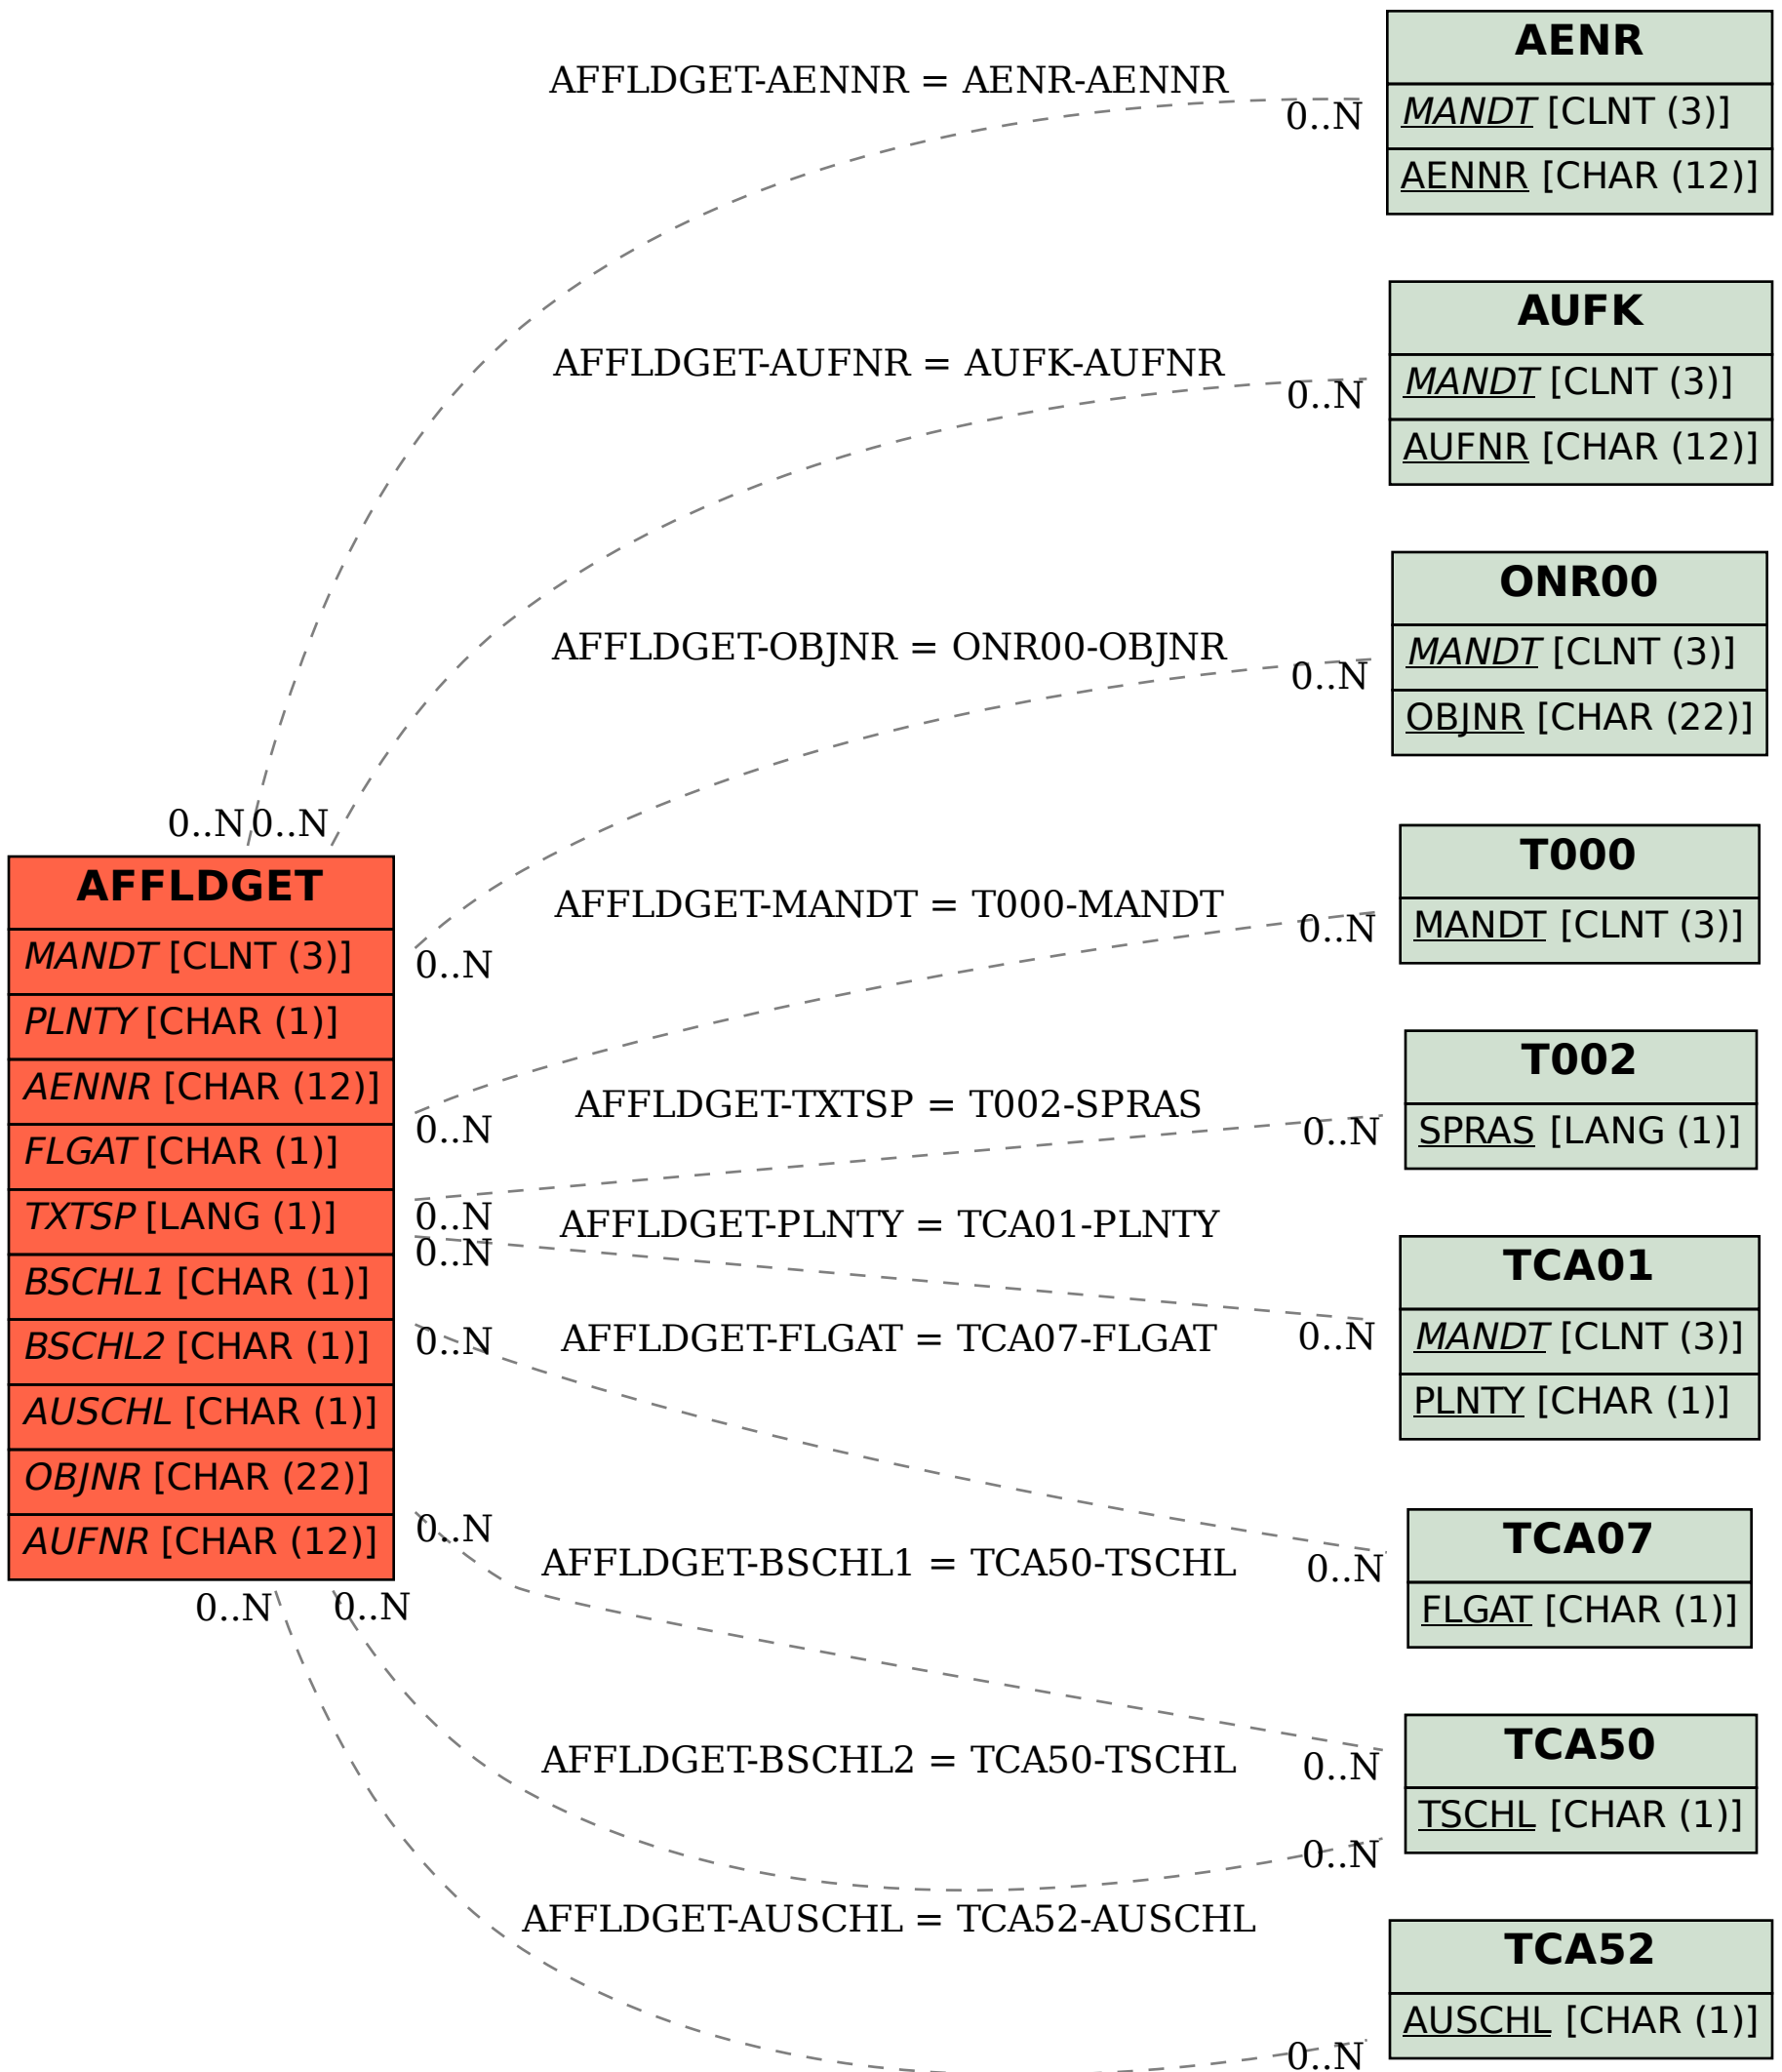 AENR
MANDT [CLNT (3)]
AENNR [CHAR (12)]
AFFLDGET-AENNR = AENR-AENNR
0..N
AUFK
MANDT [CLNT (3)]
AUFNR [CHAR (12)]
AFFLDGET-AUFNR = AUFK-AUFNR
0..N
ONR00
MANDT [CLNT (3)]
OBJNR [CHAR (22)]
AFFLDGET-OBJNR = ONR00-OBJNR
0..N
0..N 0..N
AFFLDGET
MANDT [CLNT (3)]
PLNTY [CHAR (1)]
AENNR [CHAR (12)]
FLGAT [CHAR (1)]
TXTSP [LANG (1)]
BSCHL1 [CHAR (1)]
BSCHL2 [CHAR (1)]
AUSCHL [CHAR (1)]
OBJNR [CHAR (22)]
AUFNR [CHAR (12)]
0..N
T000
MANDT [CLNT (3)]
AFFLDGET-MANDT = T000-MANDT
0..N
0..N
T002
SPRAS [LANG (1)]
AFFLDGET-TXTSP = T002-SPRAS
0..N
0..N
AFFLDGET-PLNTY = TCA01-PLNTY
0..N
TCA01
MANDT [CLNT (3)]
PLNTY [CHAR (1)]
0..N
AFFLDGET-FLGAT = TCA07-FLGAT
0..N
TCA07
FLGAT [CHAR (1)]
0..N
0..N
AFFLDGET-BSCHL1 = TCA50-TSCHL
0..N 0..N
TCA50
TSCHL [CHAR (1)]
0..N
AFFLDGET-BSCHL2 = TCA50-TSCHL
0..N
AFFLDGET-AUSCHL = TCA52-AUSCHL
TCA52
AUSCHL [CHAR (1)]
0..N